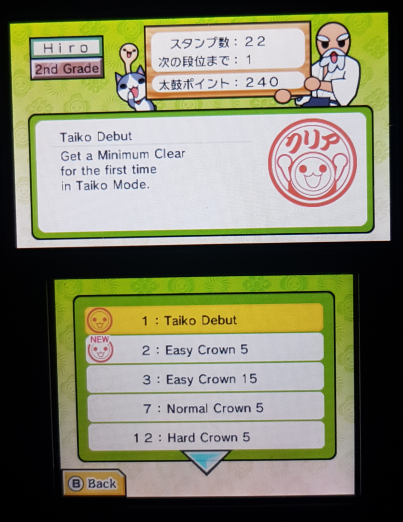 Hiro
2nd Grade
スタンプ数：22
次の段位まで：1
太鼓ポイント：240
Taiko Debut
Get a Minimum Clear
for the first time
in Taiko Mode.
クリア
1：Taiko Debut
NEW
2：Easy Crown 5
3：Easy Crown 15
7：Normal Crown 5
12：Hard Crown 5
B Back